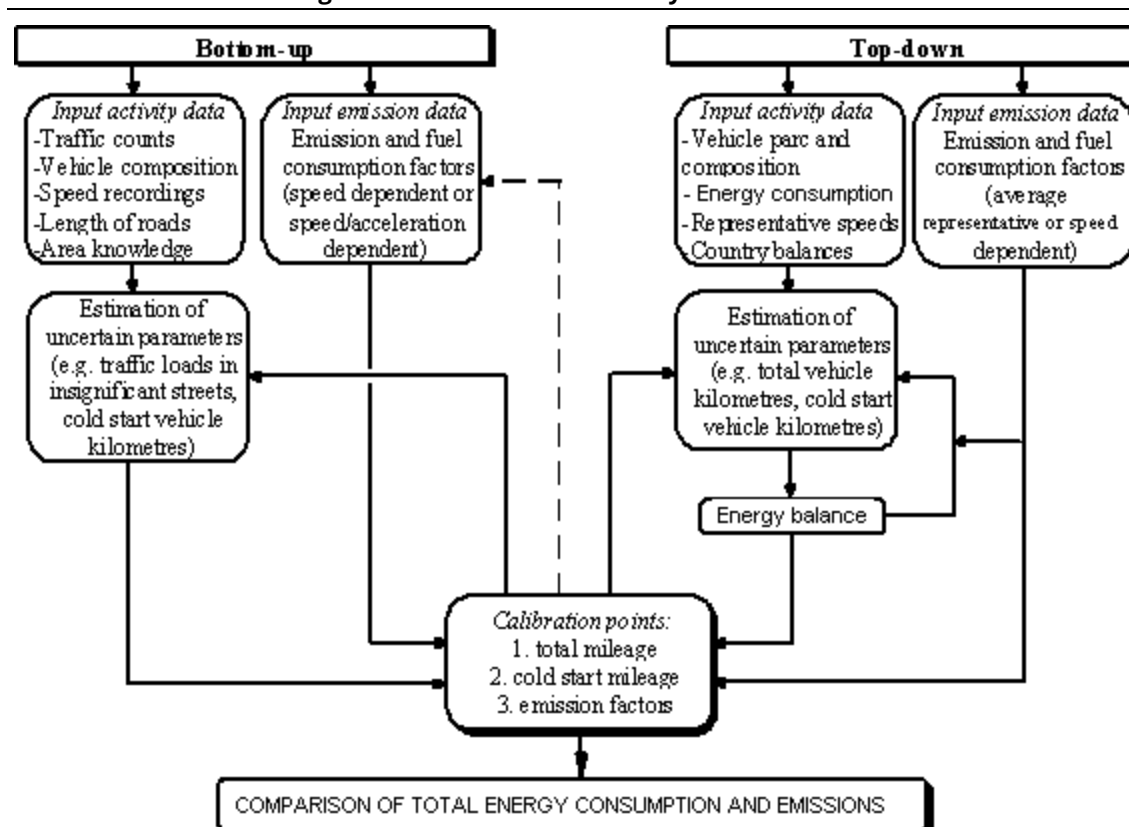 Bottom-up
Top-down
Input activity data
-Traffic counts
-Vehicle composition
-Speed recordings
-Length of roads
-Area knowledge
Input emission data
Emission and fuel
consumption factors
(speed dependent or
speed/acceleration
dependent)
Input activity data
-Vehicle parc and
composition
- Energy consumption
-Representative speeds
-Country balances
Input emission data
Emission and fuel
consumption factors
(average
representative or speed
dependent)
Estimation of
uncertain parameters
(e.g. traffic loads in
insignificant streets,
cold start vehicle
kilometres)
Estimation of
uncertain parameters
(e.g. total vehicle
kilometres, cold start
vehicle kilometres)
Energy balance
Calibration points:
1. total mileage
2. cold start mileage
3. emission factors
COMPARISON OF TOTAL ENERGY CONSUMPTION AND EMISSIONS